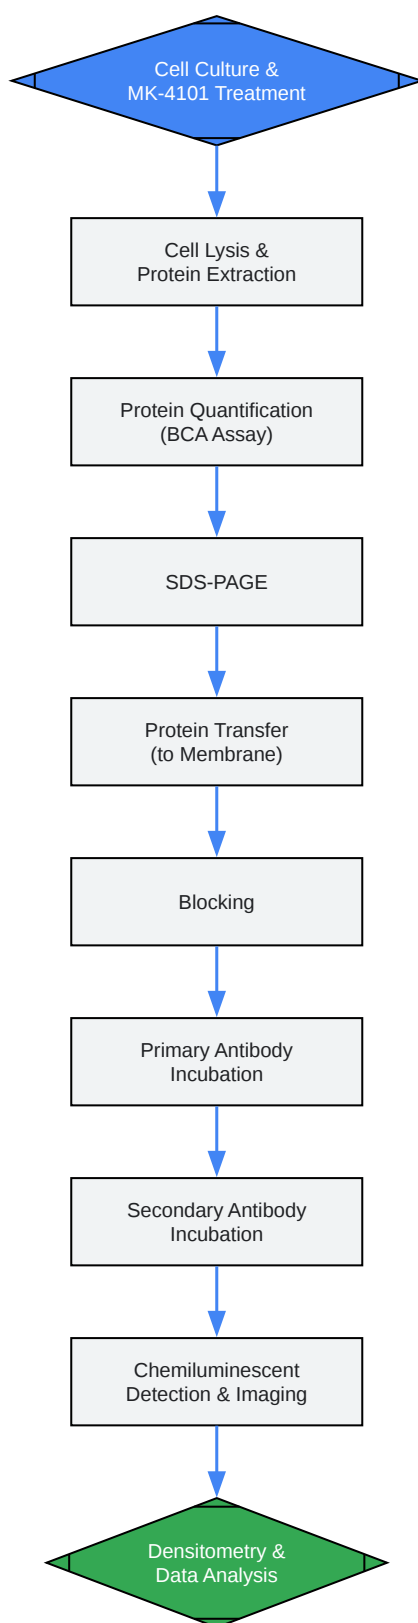 Cell Culture &
MK-4101 Treatment
Cell Lysis &
Protein Extraction
Protein Quantification
(BCA Assay)
SDS-PAGE
Protein Transfer
(to Membrane)
Blocking
Primary Antibody
Incubation
Secondary Antibody
Incubation
Chemiluminescent
Detection & Imaging
Densitometry &
Data Analysis